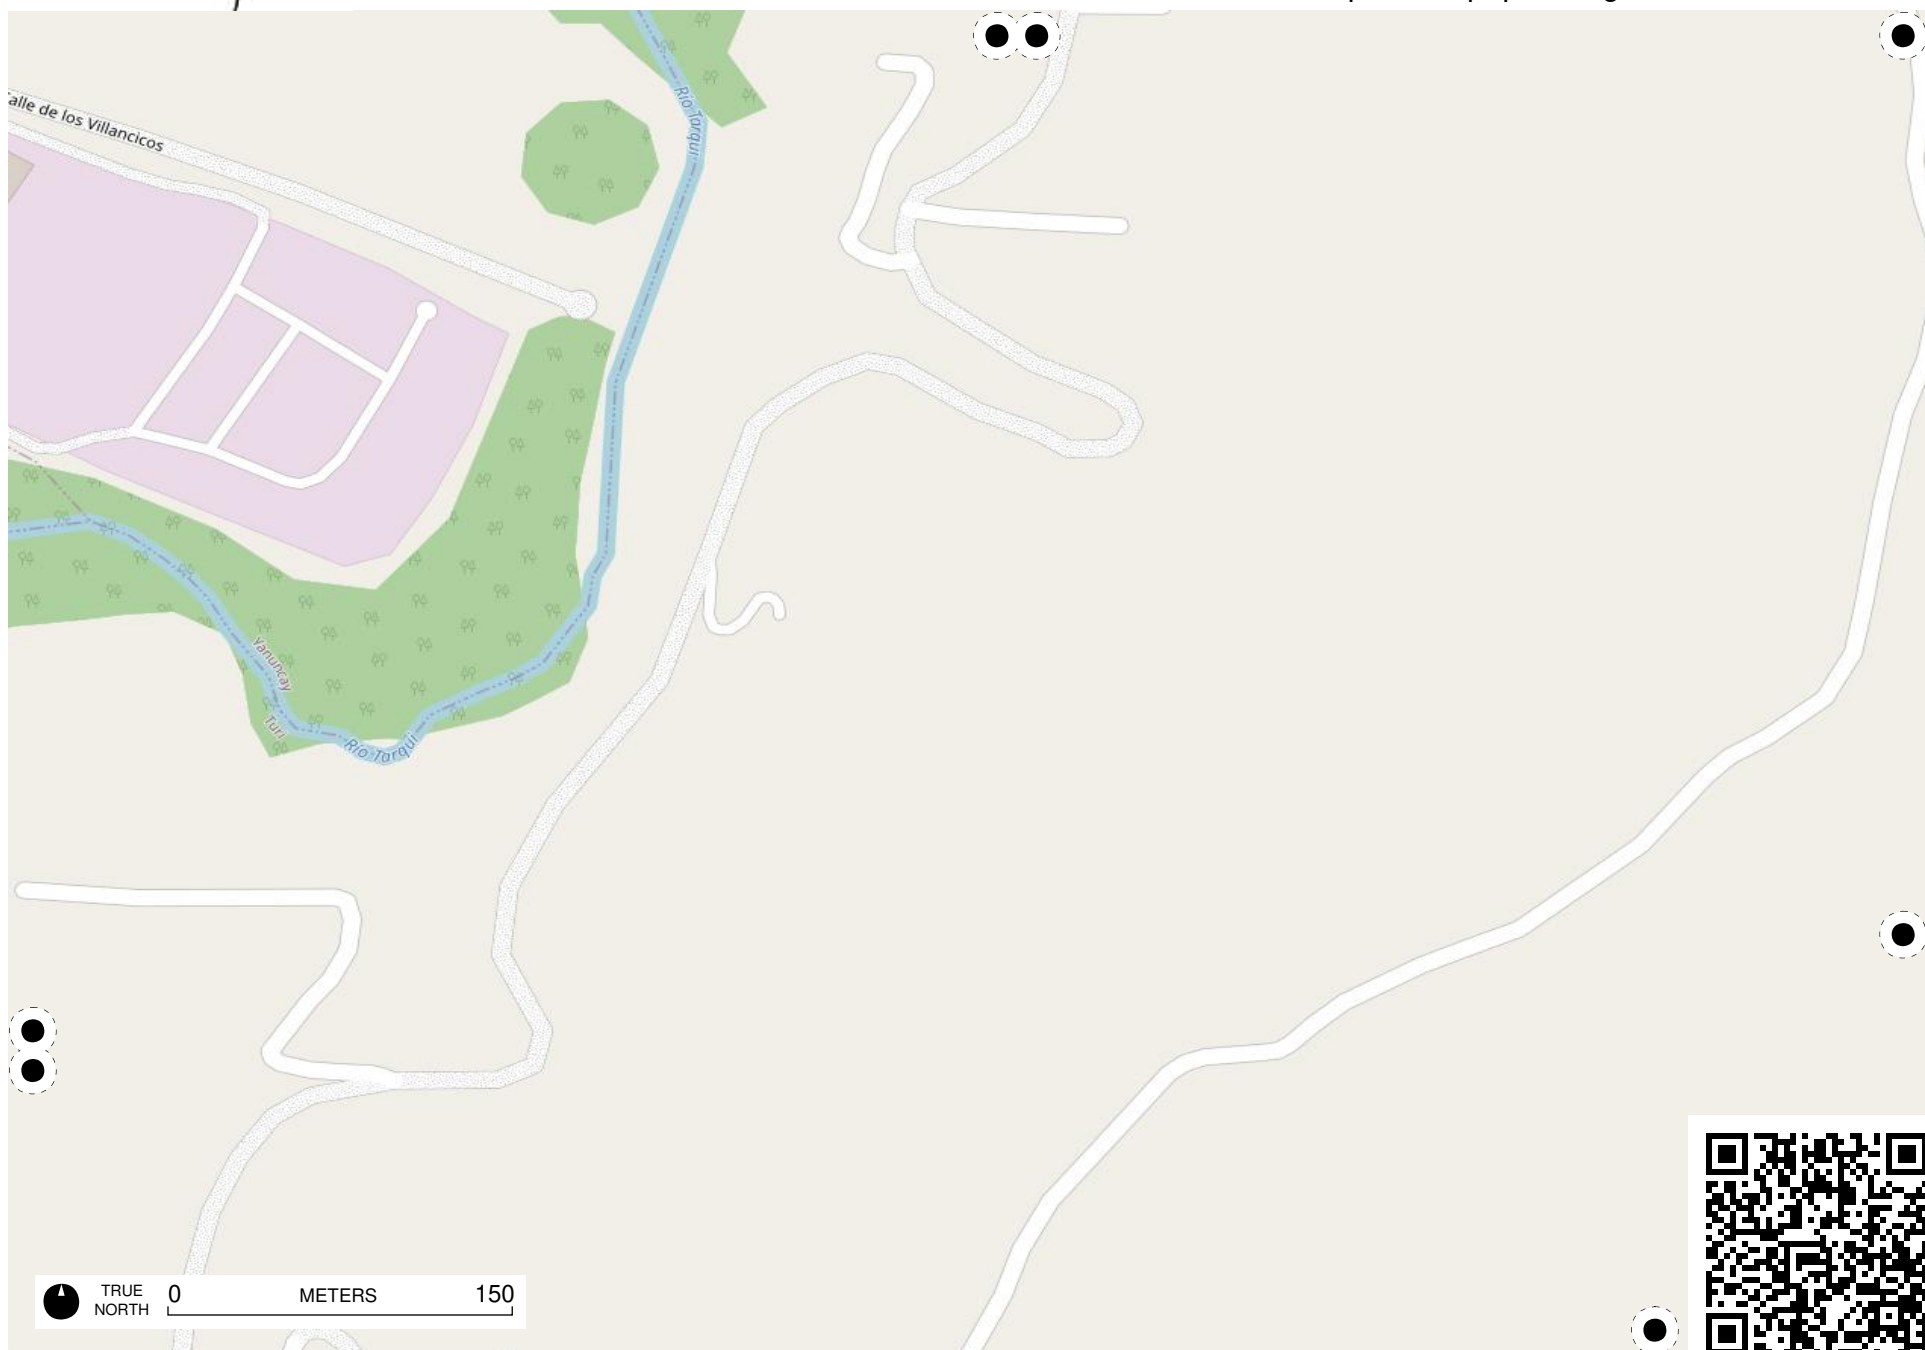 Calle de los Villancicos
Río Tarqui
Yanuncay
Turi
Río Tarqui
TRUE
NORTH
0
METERS
150